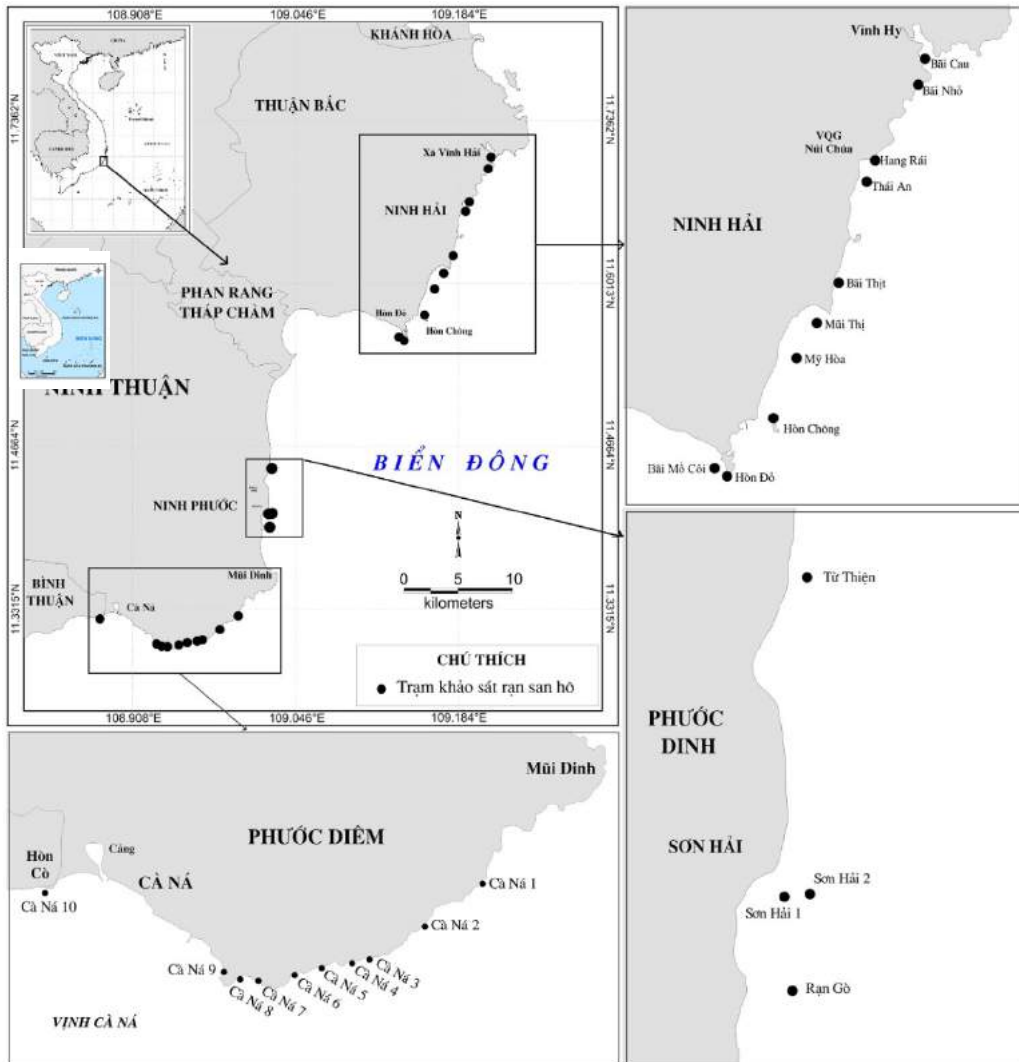 108.908°E
109.046°E
109.184°E
KHÁNH HÒA
THUẬN BẮC
11.7362°N
11.7362°N
Xã Vĩnh Hải
NINH HẢI
11.6013°N
11.6013°N
PHAN RANG
THÁP CHÀM
Hòn Đỏ
Hòn Chông
NINH THUẬN
11.4664°N
11.4664°N
BIỂN ĐÔNG
NINH PHƯỚC
N
Mũi Dinh
BÌNH
THUẬN
Cà Ná
0 5 10
kilometers
11.3315°N
11.3315°N
CHÚ THÍCH
Trạm khảo sát rạn san hô
108.908°E
109.046°E
109.184°E
Vĩnh Hy
Bãi Cau
Bãi Nhỏ
VQG
Núi Chúa
Hang Rái
Thái An
NINH HẢI
Bãi Thịt
Mũi Thị
Mỹ Hòa
Hòn Chông
Bãi Mồ Côi
Hòn Đỏ
Từ Thiện
PHƯỚC
DINH
SƠN HẢI
Sơn Hải 2
Sơn Hải 1
Rạn Gò
Mũi Dinh
PHƯỚC DIÊM
Cảng
Hòn
Cò
CÀ NÁ
Cà Ná 1
Cà Ná 10
Cà Ná 2
Cà Ná 3
Cà Ná 4
Cà Ná 5
Cà Ná 6
Cà Ná 9
Cà Ná 7
Cà Ná 8
VỊNH CÀ NÁ